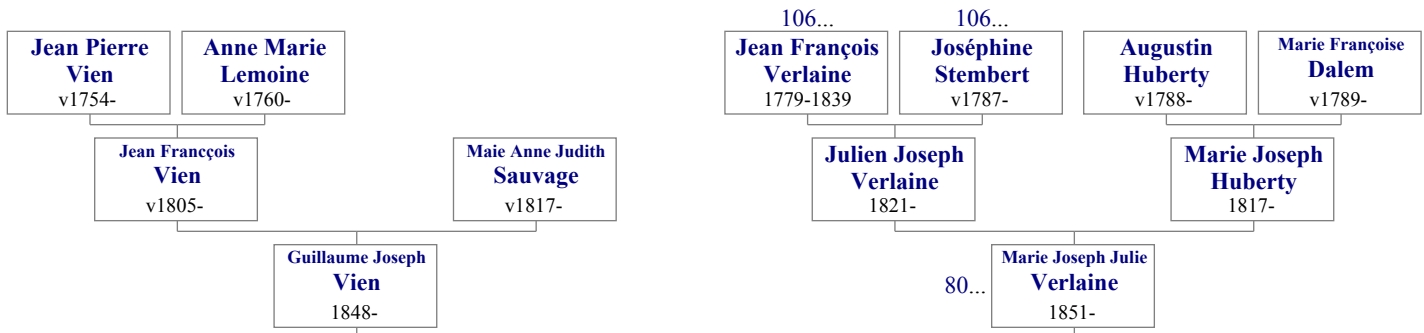 106...
106...
Jean Pierre
Vien
v1754-
Anne Marie
Lemoine
v1760-
Jean François
Verlaine
1779-1839
Joséphine
Stembert
v1787-
Augustin
Huberty
v1788-
Marie Françoise
Dalem
v1789-
Jean Francçois
Vien
v1805-
Maie Anne Judith
Sauvage
v1817-
Julien Joseph
Verlaine
1821-
Marie Joseph
Huberty
1817-
Guillaume Joseph
Vien
1848-
80...
Marie Joseph Julie
Verlaine
1851-